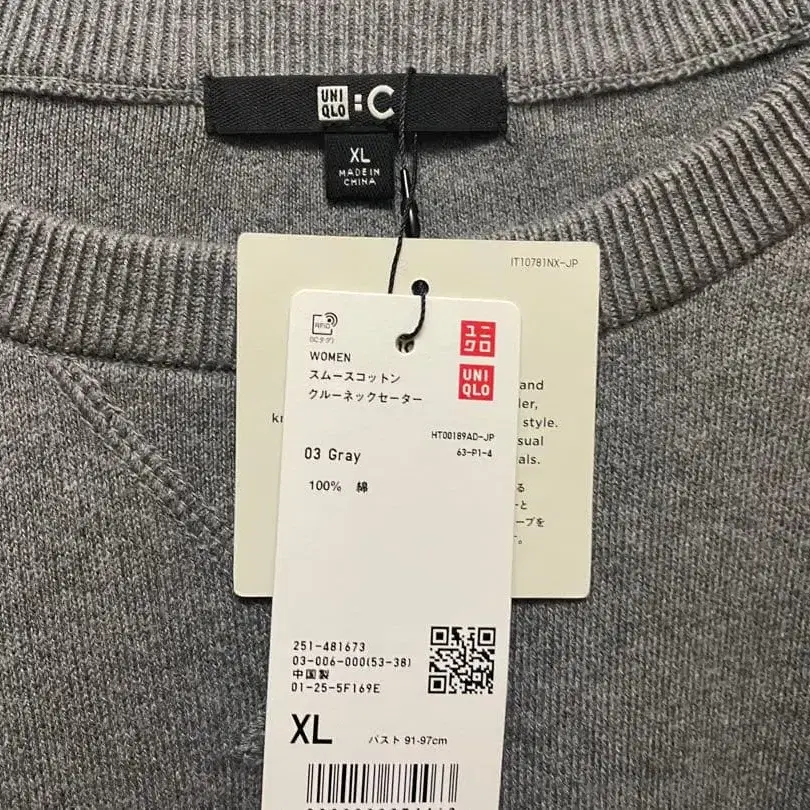 UNI
QLO
:C
XL
MADE IN
CHINA
IT10781NX-JP
RFID
(ICタグ)
ユニ
クロ
WOMEN
UNI
QLO
スムースコットン
クルーネックセーター
and
style.
HT00189AD-JP
63-P1-4
03 Gray
100% 綿
251-481673
03-006-000(53-38)
中国製
01-25-5F169E
XL バスト 91-97cm